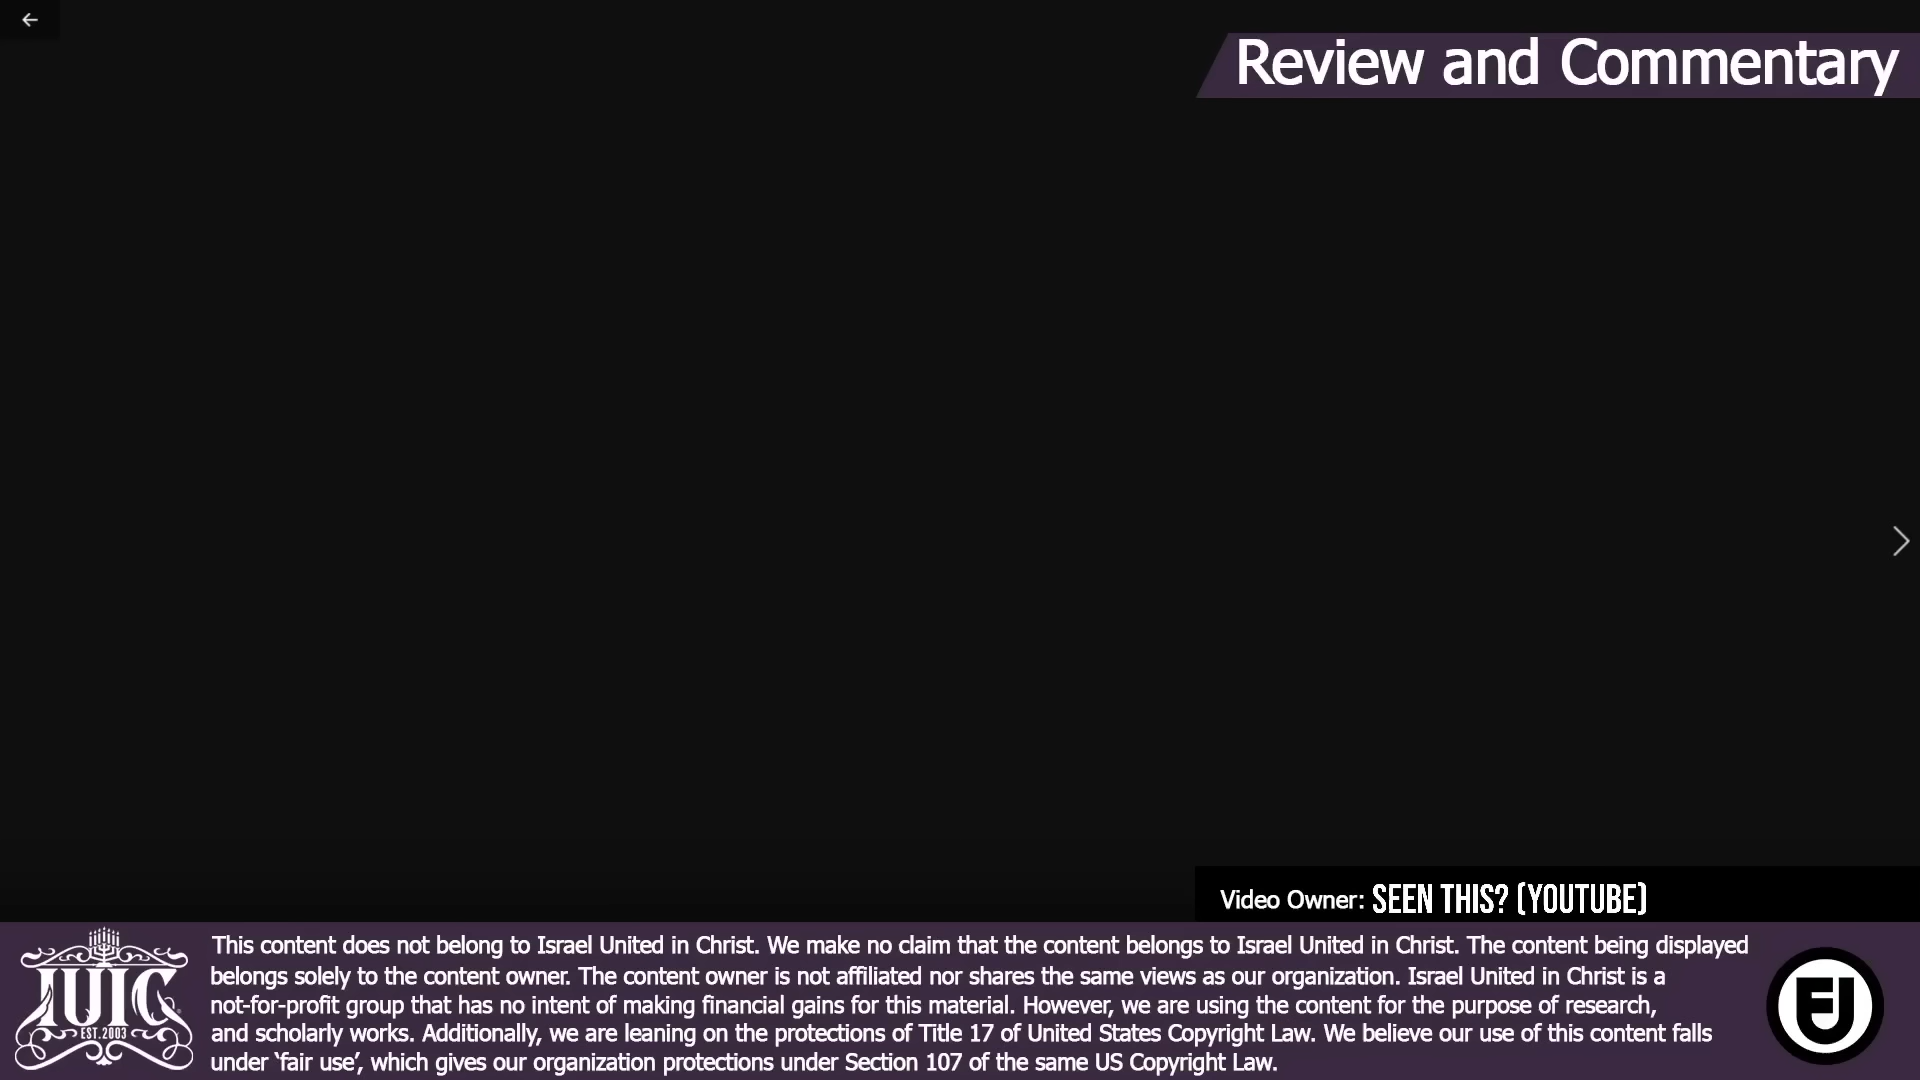 Review and Commentary
Video Owner: SEEN THIS? (YOUTUBE)
This content does not belong to Israel United in Christ. We make no claim that the content belongs to Israel United in Christ. The content being displayed
belongs solely to the content owner. The content owner is not affiliated nor shares the same views as our organization. Israel United in Christ is a
not-for-profit group that has no intent of making financial gains for this material. However, we are using the content for the purpose of research,
and scholarly works. Additionally, we are leaning on the protections of Title 17 of United States Copyright Law. We believe our use of this content falls
under ‘fair use’, which gives our organization protections under Section 107 of the same US Copyright Law.
IUIC
EST. 2003